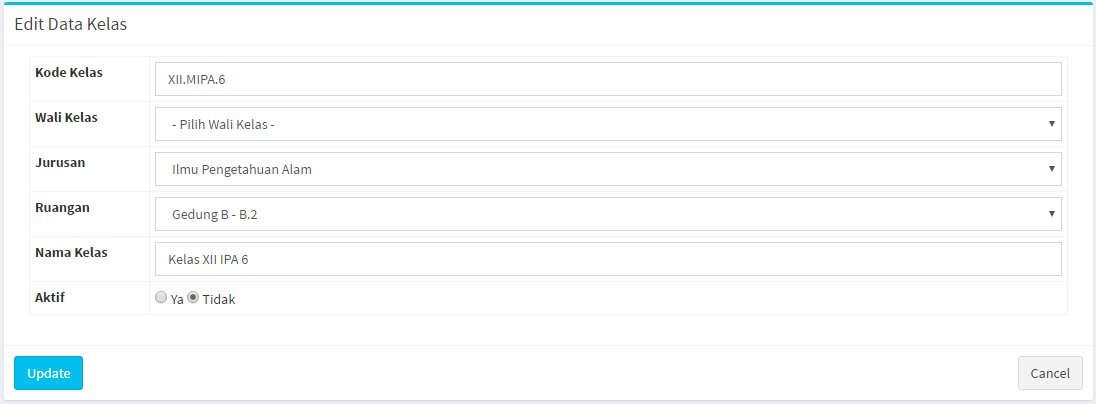 Edit Data Kelas
Kode Kelas XII.MIPA.6
Wali Kelas - Pilih Wali Kelas -
Jurusan Ilmu Pengetahuan Alam
Ruangan Gedung B - B.2
Nama Kelas Kelas XII IPA 6
Aktif Ya Tidak
Update Cancel